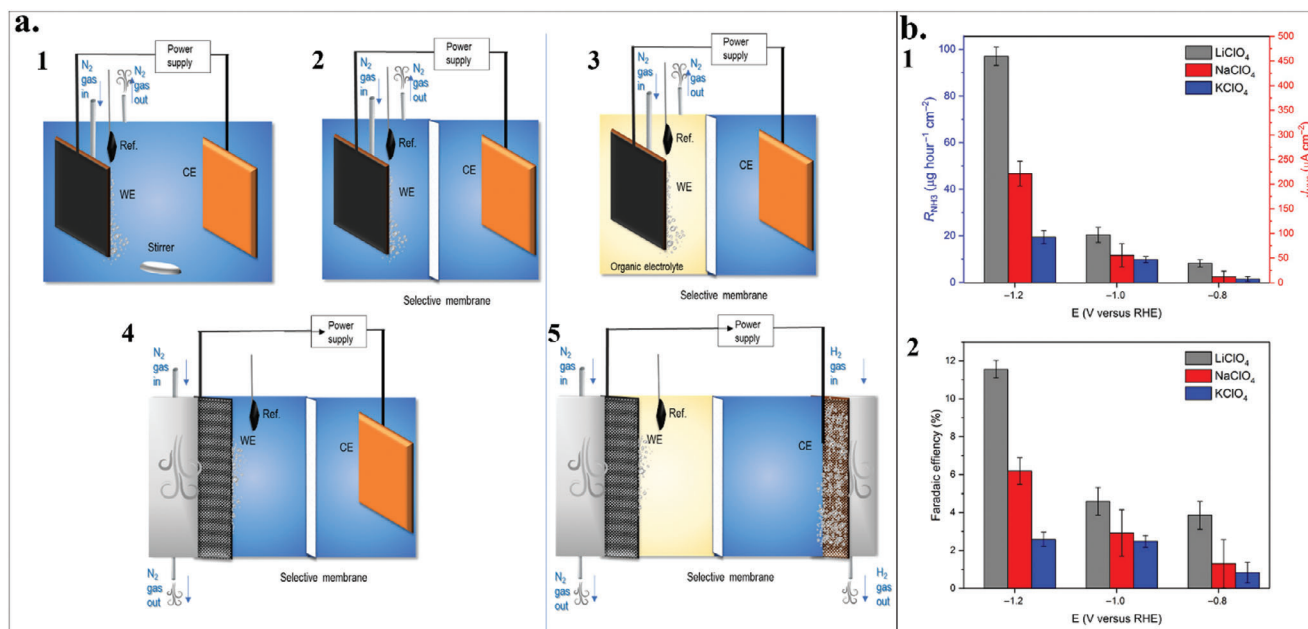 a.
1
Power
supply
N2
gas
in
N2
gas
out
Ref.
WE
CE
Stirrer
2
Power
supply
N2
gas
in
N2
gas
out
Ref.
WE
CE
Selective membrane
3
Power
supply
N2
gas
in
N2
gas
out
Ref.
WE
CE
Organic electrolyte
Selective membrane
4
Power
supply
N2
gas
in
Ref.
WE
CE
N2
gas
out
Selective membrane
5
Power
supply
N2
gas
in
H2
gas
in
Ref.
WE
CE
N2
gas
out
H2
gas
out
Selective membrane
b.
1
RNH3 (μg hour−1 cm−2)
100
80
60
40
20
0
LiClO4
NaClO4
KClO4
500
450
400
350
300
250
200
150
100
50
0
(μA cm−2)
−1.2
−1.0
−0.8
E (V versus RHE)
2
Faradaic effiency (%)
12
10
8
6
4
2
0
LiClO4
NaClO4
KClO4
−1.2
−1.0
−0.8
E (V versus RHE)